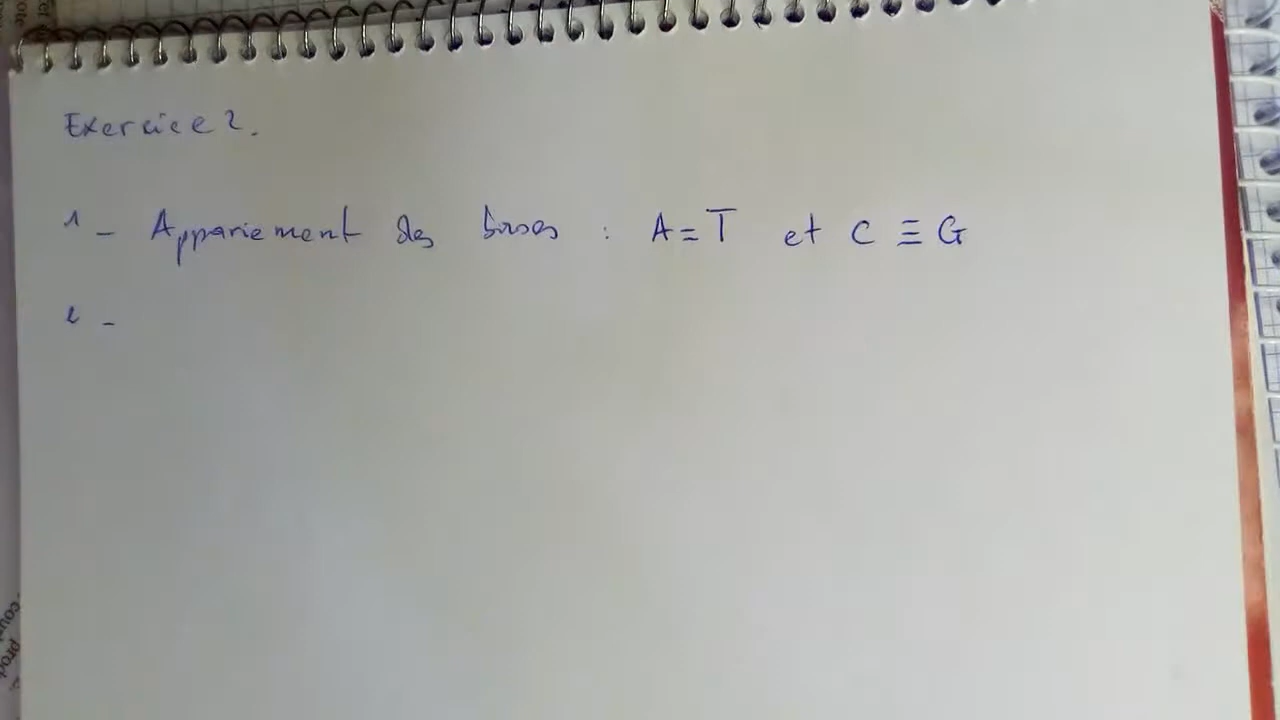 Exercice 2.
1 - Appariement des bases : A=T et C ≡ G
2 -